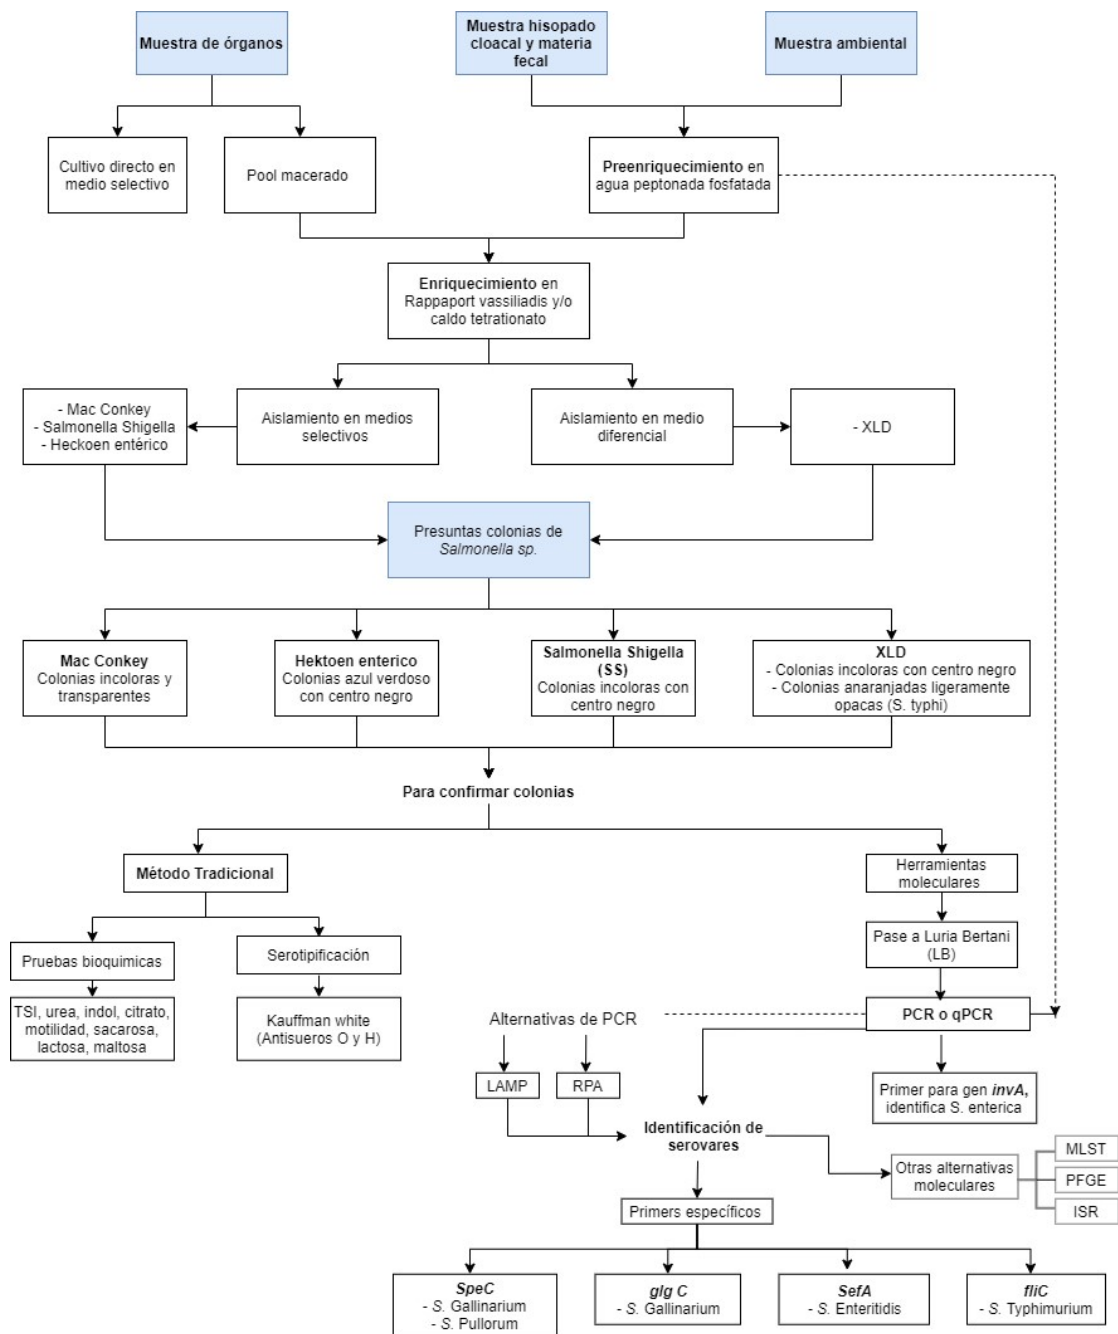 Muestra de órganos
Muestra hisopado
cloacal y materia
fecal
Muestra ambiental
Cultivo directo en
medio selectivo
Pool macerado
Preenriquecimiento en
agua peptonada fosfatada
Enriquecimiento en
Rappaport vassiliadis y/o
caldo tetrationato
- Mac Conkey
- Salmonella Shigella
- Heckoen entérico
Aislamiento en medios
selectivos
Aislamiento en medio
diferencial
- XLD
Presuntas colonias de
Salmonella sp.
Mac Conkey
Colonias incoloras y
transparentes
Hektoen enterico
Colonias azul verdoso
con centro negro
Salmonella Shigella
(SS)
Colonias incoloras con
centro negro
XLD
- Colonias incoloras con centro negro
- Colonias anaranjadas ligeramente
opacas (S. typhi)
Para confirmar colonias
Método Tradicional
Herramientas
moleculares
Pruebas bioquimicas
Serotipificación
Pase a Luria Bertani
(LB)
TSI, urea, indol, citrato,
motilidad, sacarosa,
lactosa, maltosa
Kauffman white
(Antisueros O y H)
Alternativas de PCR
PCR o qPCR
LAMP
RPA
Primer para gen invA,
identifica S. enterica
Identificación de
serovares
Otras alternativas
moleculares
MLST
PFGE
ISR
Primers específicos
SpeC
- S. Gallinarium
- S. Pullorum
glg C
- S. Gallinarium
SefA
- S. Enteritidis
fliC
- S. Typhimurium